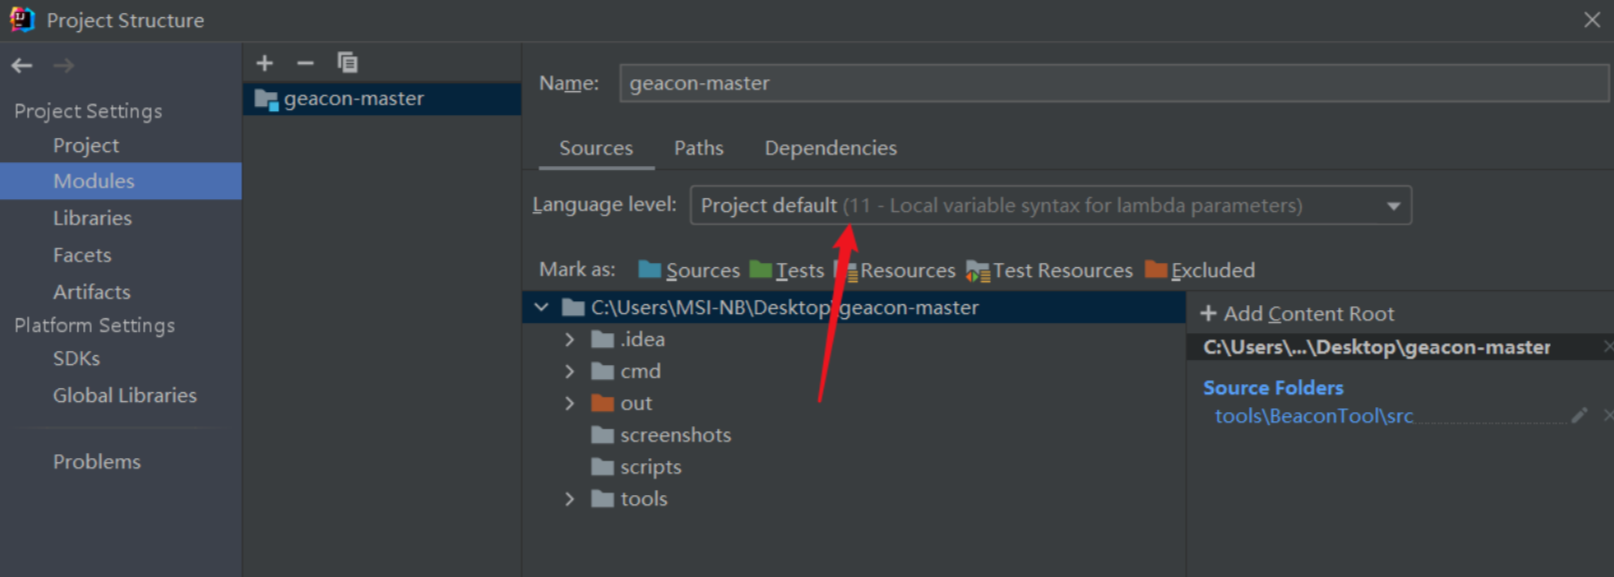 Project Structure
Project Settings
Project
Modules
Libraries
Facets
Artifacts
Platform Settings
SDKs
Global Libraries
Problems
geacon-master
Name: geacon-master
Sources Paths Dependencies
Language level: Project default (11 - Local variable syntax for lambda parameters)
Mark as: Sources Tests Resources Test Resources Excluded
C:\Users\MSI-NB\Desktop\geacon-master
.idea
cmd
out
screenshots
scripts
tools
+ Add Content Root
C:\Users\...\Desktop\geacon-master
Source Folders
tools\BeaconTool\src